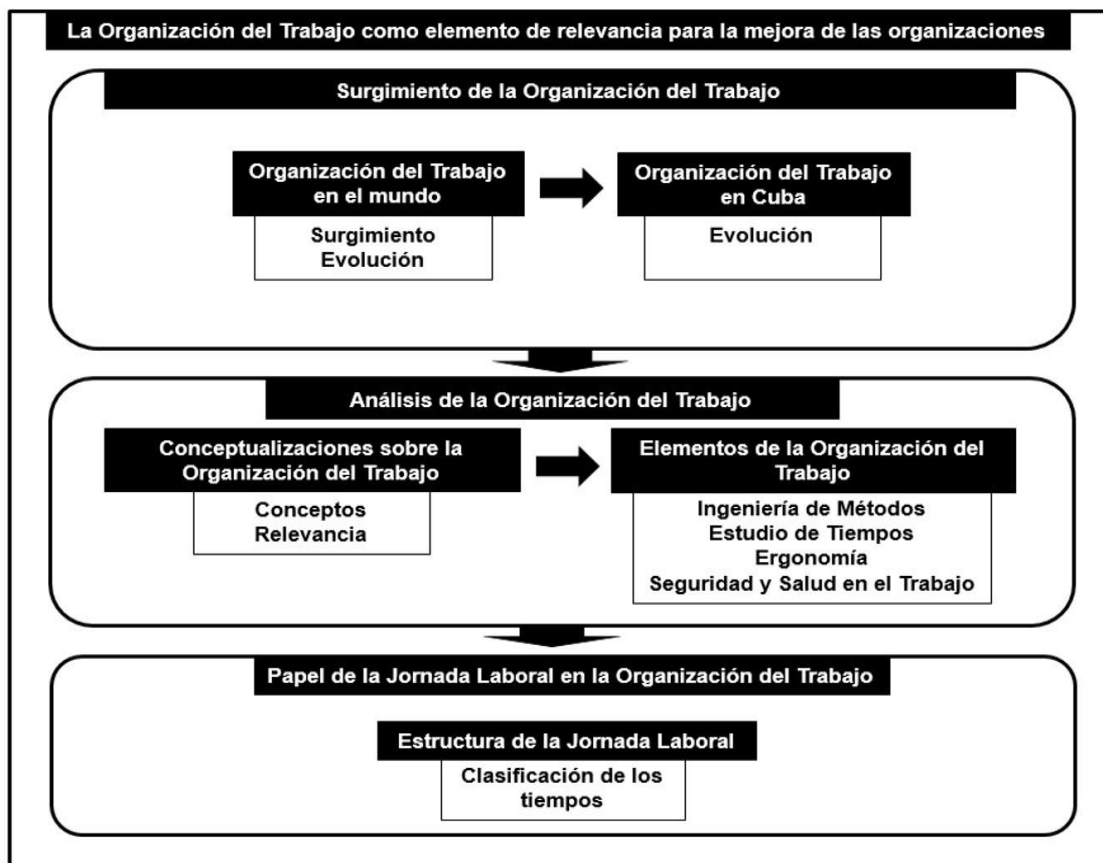 La Organización del Trabajo como elemento de relevancia para la mejora de las organizaciones
Surgimiento de la Organización del Trabajo
Organización del Trabajo
en el mundo
Surgimiento
Evolución
Organización del Trabajo
en Cuba
Evolución
Análisis de la Organización del Trabajo
Conceptualizaciones sobre la
Organización del Trabajo
Conceptos
Relevancia
Elementos de la Organización del
Trabajo
Ingeniería de Métodos
Estudio de Tiempos
Ergonomía
Seguridad y Salud en el Trabajo
Papel de la Jornada Laboral en la Organización del Trabajo
Estructura de la Jornada Laboral
Clasificación de los
tiempos